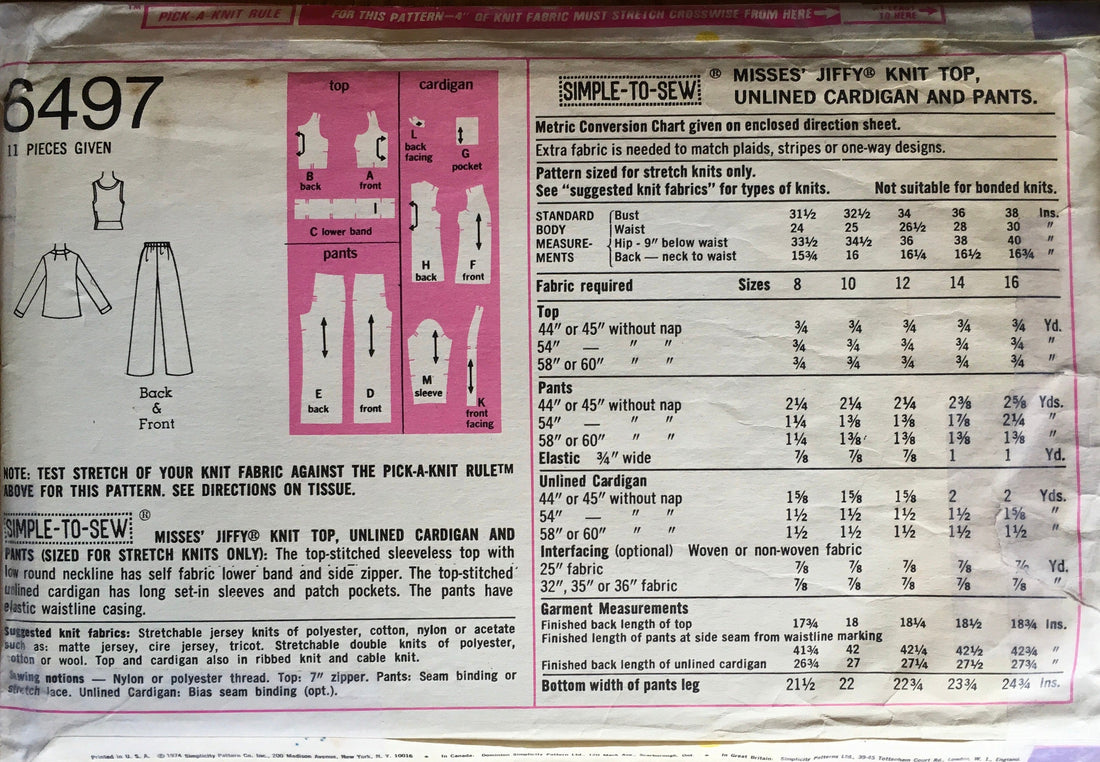 PICK-A-KNIT RULE
FOR THIS PATTERN—4" OF KNIT FABRIC MUST STRETCH CROSSWISE FROM HERE
TO HERE
6497
11 PIECES GIVEN
Back
&
Front
top
B
back
A
front
I
C lower band
pants
E
back
D
front
cardigan
L
back
facing
G
pocket
H
back
F
front
M
sleeve
K
front
facing
NOTE: TEST STRETCH OF YOUR KNIT FABRIC AGAINST THE PICK-A-KNIT RULE™
ABOVE FOR THIS PATTERN. SEE DIRECTIONS ON TISSUE.
SIMPLE-TO-SEW® MISSES' JIFFY® KNIT TOP, UNLINED CARDIGAN AND
PANTS (SIZED FOR STRETCH KNITS ONLY): The top-stitched sleeveless top with
low round neckline has self fabric lower band and side zipper. The top-stitched
unlined cardigan has long set-in sleeves and patch pockets. The pants have
elastic waistline casing.
Suggested knit fabrics: Stretchable jersey knits of polyester, cotton, nylon or acetate
such as: matte jersey, cire jersey, tricot. Stretchable double knits of polyester,
cotton or wool. Top and cardigan also in ribbed knit and cable knit.
Sewing notions — Nylon or polyester thread. Top: 7" zipper. Pants: Seam binding or
stretch lace. Unlined Cardigan: Bias seam binding (opt.).
SIMPLE-TO-SEW® MISSES' JIFFY® KNIT TOP,
UNLINED CARDIGAN AND PANTS.
Metric Conversion Chart given on enclosed direction sheet.
Extra fabric is needed to match plaids, stripes or one-way designs.
Pattern sized for stretch knits only.
See "suggested knit fabrics" for types of knits. Not suitable for bonded knits.
STANDARD Bust 31½ 32½ 34 36 38 Ins.
BODY Waist 24 25 26½ 28 30 "
MEASURE- Hip - 9" below waist 33½ 34½ 36 38 40 "
MENTS Back — neck to waist 15¾ 16 16¼ 16½ 16¾ "
Fabric required Sizes 8 10 12 14 16
Top
44" or 45" without nap ¾ ¾ ¾ ¾ ¾ Yd.
54" — " " ¾ ¾ ¾ ¾ ¾ "
58" or 60" " " ¾ ¾ ¾ ¾ ¾ "
Pants
44" or 45" without nap 2¼ 2¼ 2¼ 2⅜ 2⅝ Yds.
54" — " " 1¼ 1⅜ 1⅜ 1⅞ 2¼ "
58" or 60" " " 1¼ 1⅜ 1⅜ 1⅜ 1⅜ "
Elastic ¾" wide ⅞ ⅞ ⅞ 1 1 Yd.
Unlined Cardigan
44" or 45" without nap 1⅝ 1⅝ 1⅝ 2 2 Yds.
54" — " " 1½ 1½ 1½ 1½ 1⅝ "
58" or 60" " " 1½ 1½ 1½ 1½ 1½ "
Interfacing (optional) Woven or non-woven fabric
25" fabric ⅞ ⅞ ⅞ ⅞ ⅞ Yd.
32", 35" or 36" fabric ⅞ ⅞ ⅞ ⅞ ⅞ "
Garment Measurements
Finished back length of top 17¾ 18 18¼ 18½ 18¾ Ins.
Finished length of pants at side seam from waistline marking
41¾ 42 42¼ 42½ 42¾ "
Finished back length of unlined cardigan 26¾ 27 27¼ 27½ 27¾ "
Bottom width of pants leg 21½ 22 22¾ 23¾ 24¾ Ins.
Printed in U. S. A. © 1974 Simplicity Pattern Co. Inc., 200 Madison Avenue, New York, N. Y. 10016 • In Canada: Dominion Simplicity Patterns Ltd., Scarborough, Ont. • In Great Britain: Simplicity Patterns Ltd., 39-45 Tottenham Court Rd., London, W. 1., England